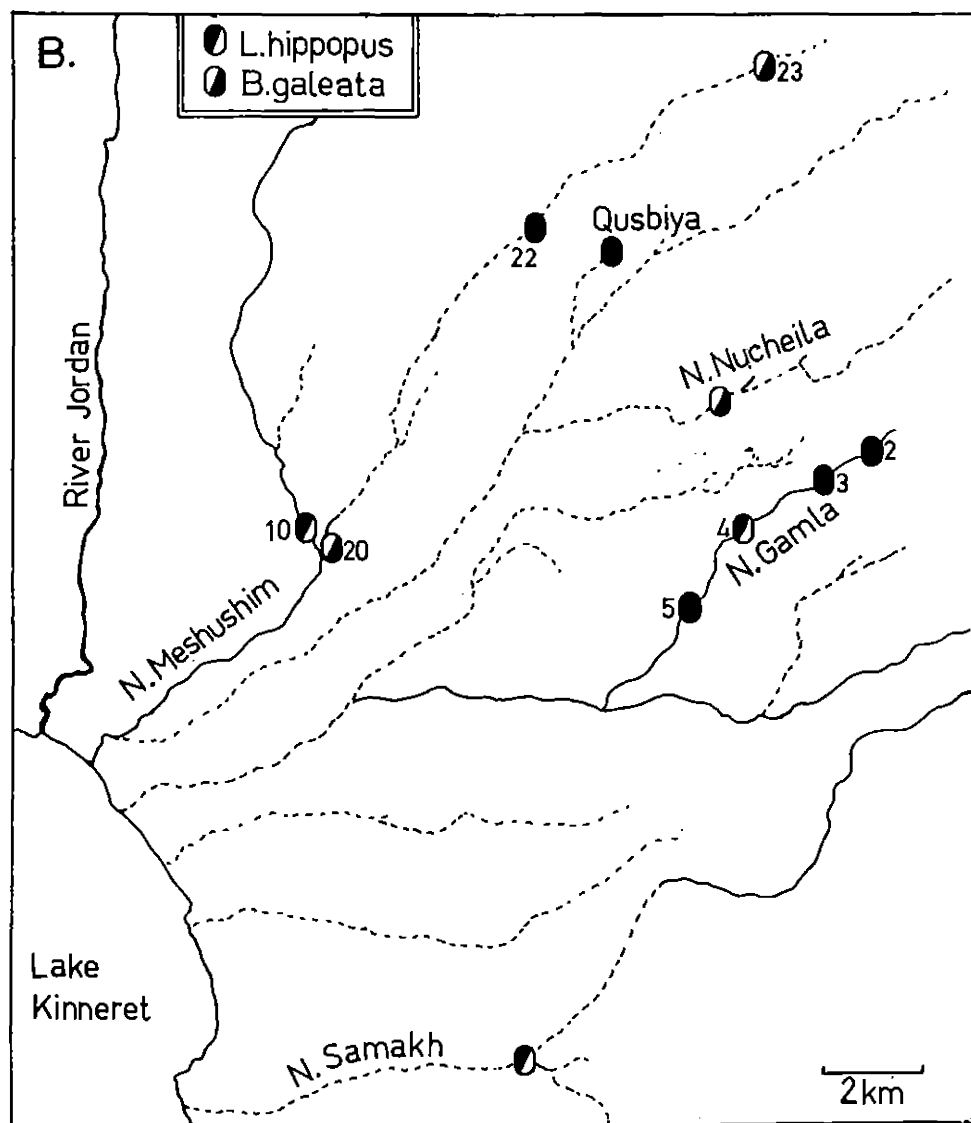 B.
L.hippopus
B.galeata
23
Qusbiya
22
N.Nucheila
River Jordan
2
3
10
4
20
N.Gamla
5
N.Meshushim
Lake
Kinneret
N.Samakh
2km